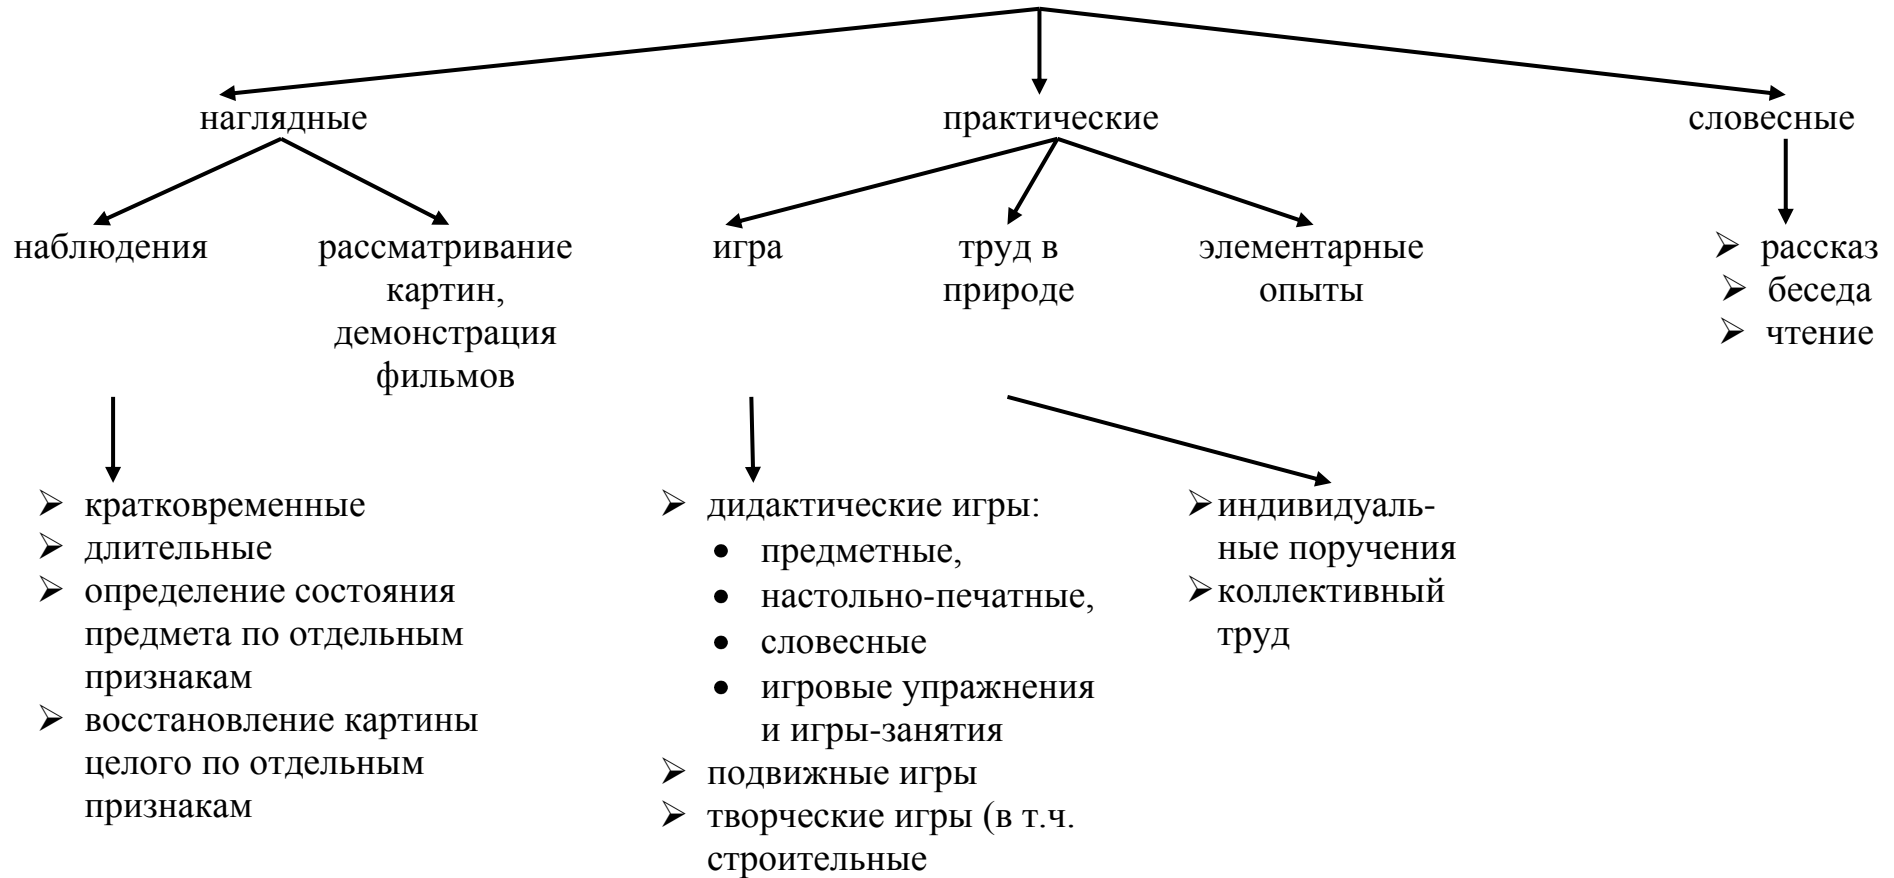 наглядные
практические
словесные
наблюдения
рассматривание
картин,
демонстрация
фильмов
игра
труд в
природе
элементарные
опыты
➢ рассказ
➢ беседа
➢ чтение
➢ кратковременные
➢ длительные
➢ определение состояния
предмета по отдельным
признакам
➢ восстановление картины
целого по отдельным
признакам
➢ дидактические игры:
• предметные,
• настольно-печатные,
• словесные
• игровые упражнения
и игры-занятия
➢ подвижные игры
➢ творческие игры (в т.ч.
строительные
➢ индивидуаль-
ные поручения
➢ коллективный
труд